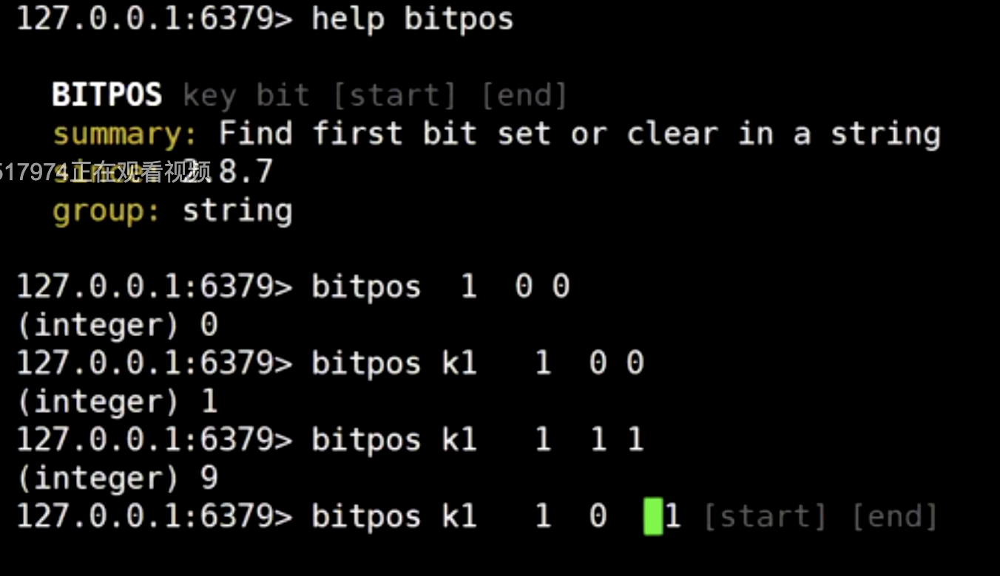 127.0.0.1:6379> help bitpos
BITPOS key bit [start] [end]
summary: Find first bit set or clear in a string
517974正在观看视频
since: 2.8.7
group: string
127.0.0.1:6379> bitpos  1  0 0
(integer) 0
127.0.0.1:6379> bitpos k1   1  0 0
(integer) 1
127.0.0.1:6379> bitpos k1   1  1 1
(integer) 9
127.0.0.1:6379> bitpos k1   1  0   1 [start] [end]